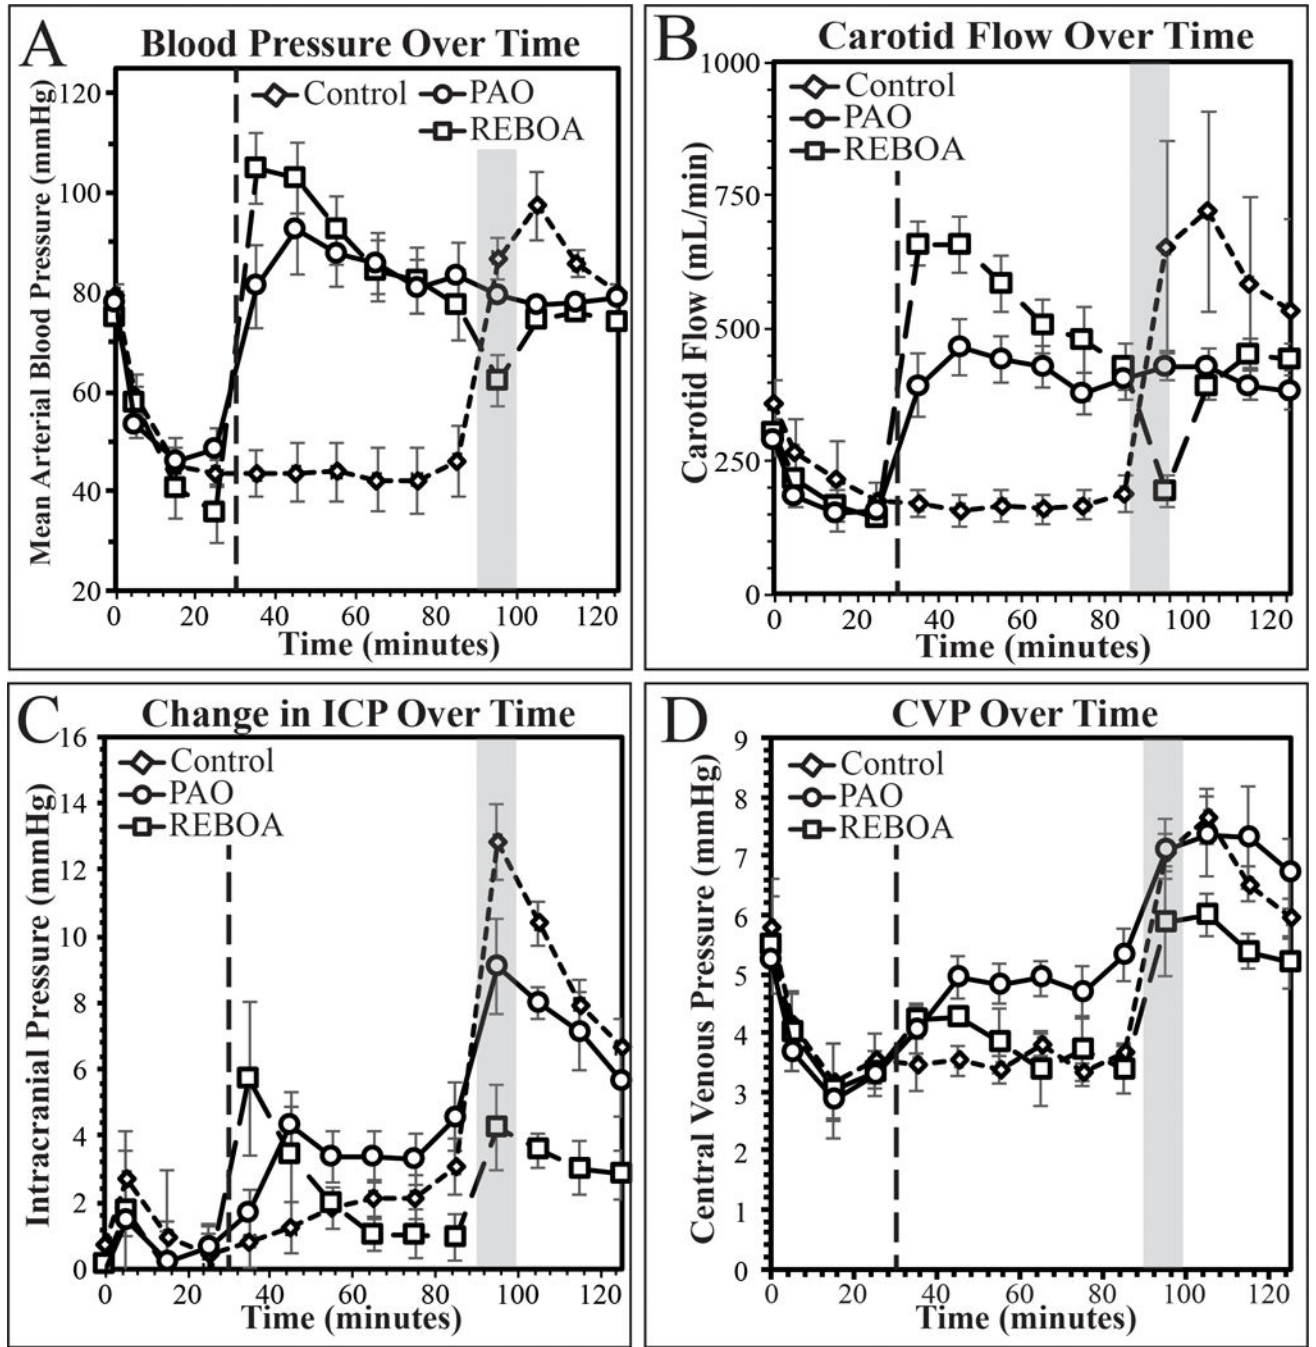 A
Blood Pressure Over Time
Mean Arterial Blood Pressure (mmHg)
120
100
80
60
40
20
Control
PAO
REBOA
0 20 40 60 80 100 120
Time (minutes)
B
Carotid Flow Over Time
Carotid Flow (mL/min)
1000
750
500
250
0
Control
PAO
REBOA
0 20 40 60 80 100 120
Time (minutes)
C
Change in ICP Over Time
Intracranial Pressure (mmHg)
16
14
12
10
8
6
4
2
0
Control
PAO
REBOA
0 20 40 60 80 100 120
Time (minutes)
D
CVP Over Time
Central Venous Pressure (mmHg)
9
8
7
6
5
4
3
2
1
0
Control
PAO
REBOA
0 20 40 60 80 100 120
Time (minutes)